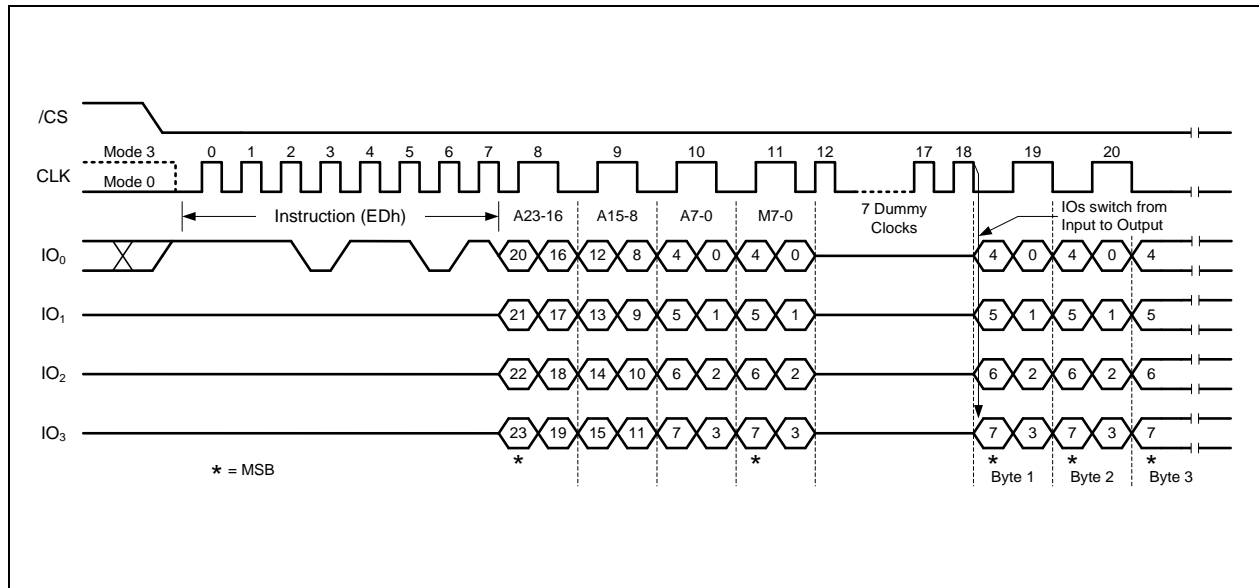 /CS
Mode 3 0 1 2 3 4 5 6 7 8 9 10 11 12 17 18 19 20
CLK
Mode 0
Instruction (EDh) A23-16 A15-8 A7-0 M7-0 7 Dummy Clocks IOs switch from Input to Output
IO₀ 20 16 12 8 4 0 4 0 4 0 4 0 4
IO₁ 21 17 13 9 5 1 5 1 5 1 5 1 5
IO₂ 22 18 14 10 6 2 6 2 6 2 6 2 6
IO₃ 23 19 15 11 7 3 7 3 7 3 7 3 7
* * * * *
* = MSB Byte 1 Byte 2 Byte 3